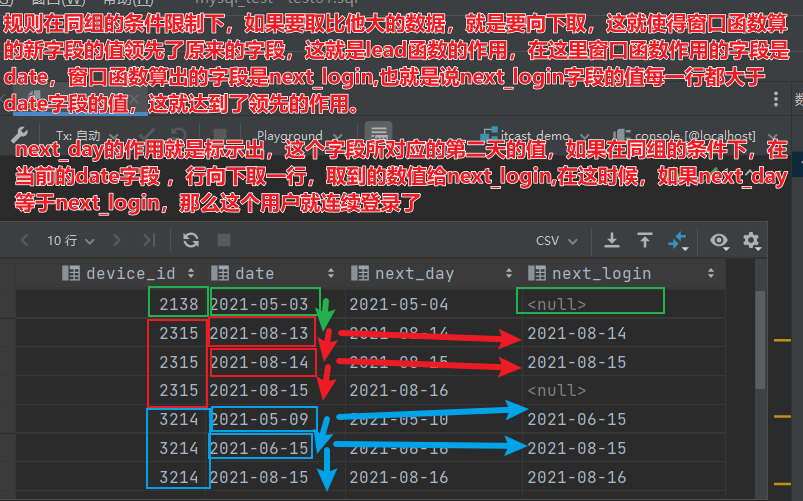 规则在同组的条件限制下，如果要取比他大的数据，就是要向下取，这就使得窗口函数算
的新字段的值领先了原来的字段，这就是lead函数的作用，在这里窗口函数作用的字段是
date，窗口函数算出的字段是next_login,也就是说next_login字段的值每一行都大于
date字段的值，这就达到了领先的作用。
Tx: 自动
Playground
itcast_demo
console [@localhost]
next_day的作用就是标示出，这个字段所对应的第二天的值，如果在同组的条件下，在
当前的date字段 ，行向下取一行，取到的数值给next_login,在这时候，如果next_day
等于next_login，那么这个用户就连续登录了
10 行
CSV
device_id date next_day next_login
2138 2021-05-03 2021-05-04 <null>
2315 2021-08-13 2021-08-14 2021-08-14
2315 2021-08-14 2021-08-15 2021-08-15
2315 2021-08-15 2021-08-16 <null>
3214 2021-05-09 2021-05-10 2021-06-15
3214 2021-06-15 2021-08-15
3214 2021-08-15 2021-08-16 2021-08-16